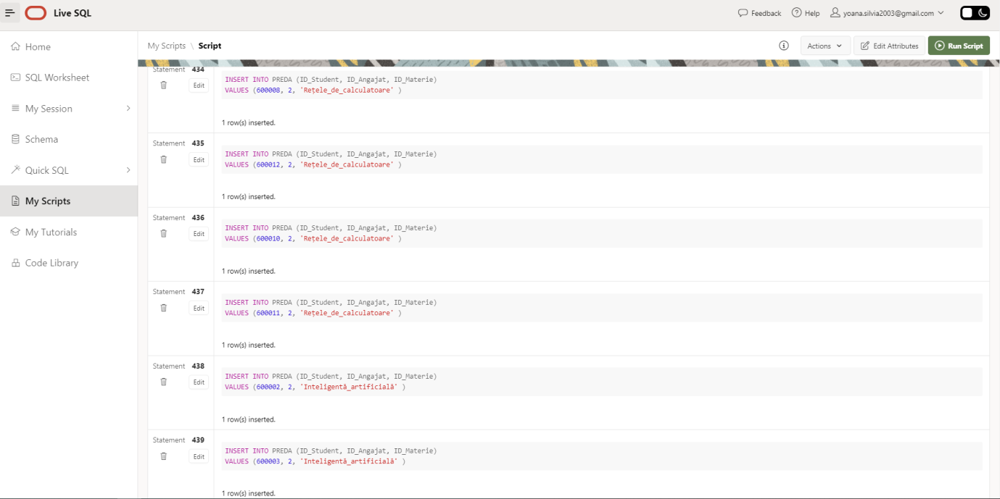 Live SQL
Feedback
Help
yoana.silvia2003@gmail.com
Home
SQL Worksheet
My Session
Schema
Quick SQL
My Scripts
My Tutorials
Code Library
My Scripts \ Script
Actions
Edit Attributes
Run Script
Statement 434
Edit
INSERT INTO PREDA (ID_Student, ID_Angajat, ID_Materie)
VALUES (600008, 2, 'Rețele_de_calculatoare' )
1 row(s) inserted.
Statement 435
Edit
INSERT INTO PREDA (ID_Student, ID_Angajat, ID_Materie)
VALUES (600012, 2, 'Rețele_de_calculatoare' )
1 row(s) inserted.
Statement 436
Edit
INSERT INTO PREDA (ID_Student, ID_Angajat, ID_Materie)
VALUES (600010, 2, 'Rețele_de_calculatoare' )
1 row(s) inserted.
Statement 437
Edit
INSERT INTO PREDA (ID_Student, ID_Angajat, ID_Materie)
VALUES (600011, 2, 'Rețele_de_calculatoare' )
1 row(s) inserted.
Statement 438
Edit
INSERT INTO PREDA (ID_Student, ID_Angajat, ID_Materie)
VALUES (600002, 2, 'Inteligentă_artificială' )
1 row(s) inserted.
Statement 439
Edit
INSERT INTO PREDA (ID_Student, ID_Angajat, ID_Materie)
VALUES (600003, 2, 'Inteligentă_artificială' )
1 row(s) inserted.